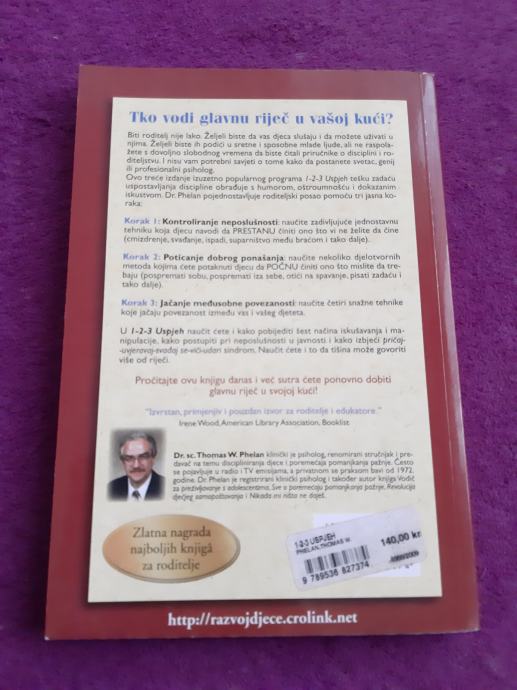 Tko vodi glavnu riječ u vašoj kući?
Biti roditelj nije lako. Željeli biste da vas djeca slušaju i da možete uživati u
njima. Željeli biste ih podići u sretne i sposobne mlade ljude, ali ne raspola-
žete s dovoljno slobodnog vremena da biste čitali priručnike o disciplini i ro-
diteljstvu. I nisu vam potrebni savjeti o tome kako da postanete svetac, genij
ili profesionalni psiholog.
Ovo treće izdanje izuzetno popularnog programa 1-2-3 Uspjeh tešku zadaću
uspostavljanja discipline obrađuje s humorom, oštroumnošću i dokazanim
iskustvom. Dr. Phelan pojednostavljuje roditeljski posao pomoću tri jasna ko-
raka:
Korak 1: Kontroliranje neposlušnosti: naučite zadivljujuće jednostavnu
tehniku koja djecu navodi da PRESTANU činiti ono što vi ne želite da čine
(cmizdrenje, svađanje, ispadi, suparništvo među braćom i tako dalje).
Korak 2: Poticanje dobrog ponašanja: naučite nekoliko djelotvornih
metoda kojima ćete potaknuti djecu da POČNU činiti ono što mislite da tre-
baju (pospremati sobu, pospremati iza sebe, otići na spavanje, pisati zadaću i
tako dalje).
Korak 3: Jačanje međusobne povezanosti: naučite četiri snažne tehnike
koje jačaju povezanost između vas i vašeg djeteta.
U 1-2-3 Uspjeh naučit ćete i kako pobijediti šest načina iskušavanja i ma-
nipulacije, kako postupiti pri neposlušnosti u javnosti i kako izbjeći pričaj-
-uvjeravaj-svađaj se-viči-udari sindrom. Naučit ćete i to da tišina može govoriti
više od riječi.
Pročitajte ovu knjigu danas i već sutra ćete ponovno dobiti
glavnu riječ u svojoj kući!
"Izvrstan, primjenjiv i pouzdan izvor za roditelje i edukatore."
Irene Wood, American Library Association, Booklist
Dr. sc. Thomas W. Phelan klinički je psiholog, renomirani stručnjak i pre-
davač na temu discipliniranja djece i poremećaja pomanjkanja pažnje. Često
se pojavljuje u radio i TV emisijama, a privatnom se praksom bavi od 1972.
godine. Dr. Phelan je registrirani klinički psiholog i također autor knjiga Vodič
za preživljavanje s adolescentima, Sve o poremećaju pomanjkanja pažnje, Revolucija
dječjeg samopoštovanja i Nikada mi ništa ne daješ.
Zlatna nagrada
najboljih knjigâ
za roditelje
1-2-3 USPJEH
PHELAN, THOMAS W.
140,00 kn
9 789536 827374
http://razvojdjece.crolink.net